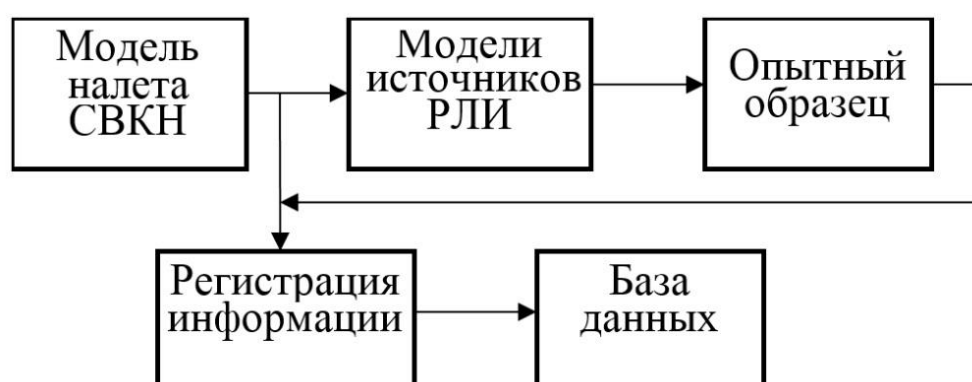 Модель
налета
СВКН
Модели
источников
РЛИ
Опытный
образец
Регистрация
информации
База
данных